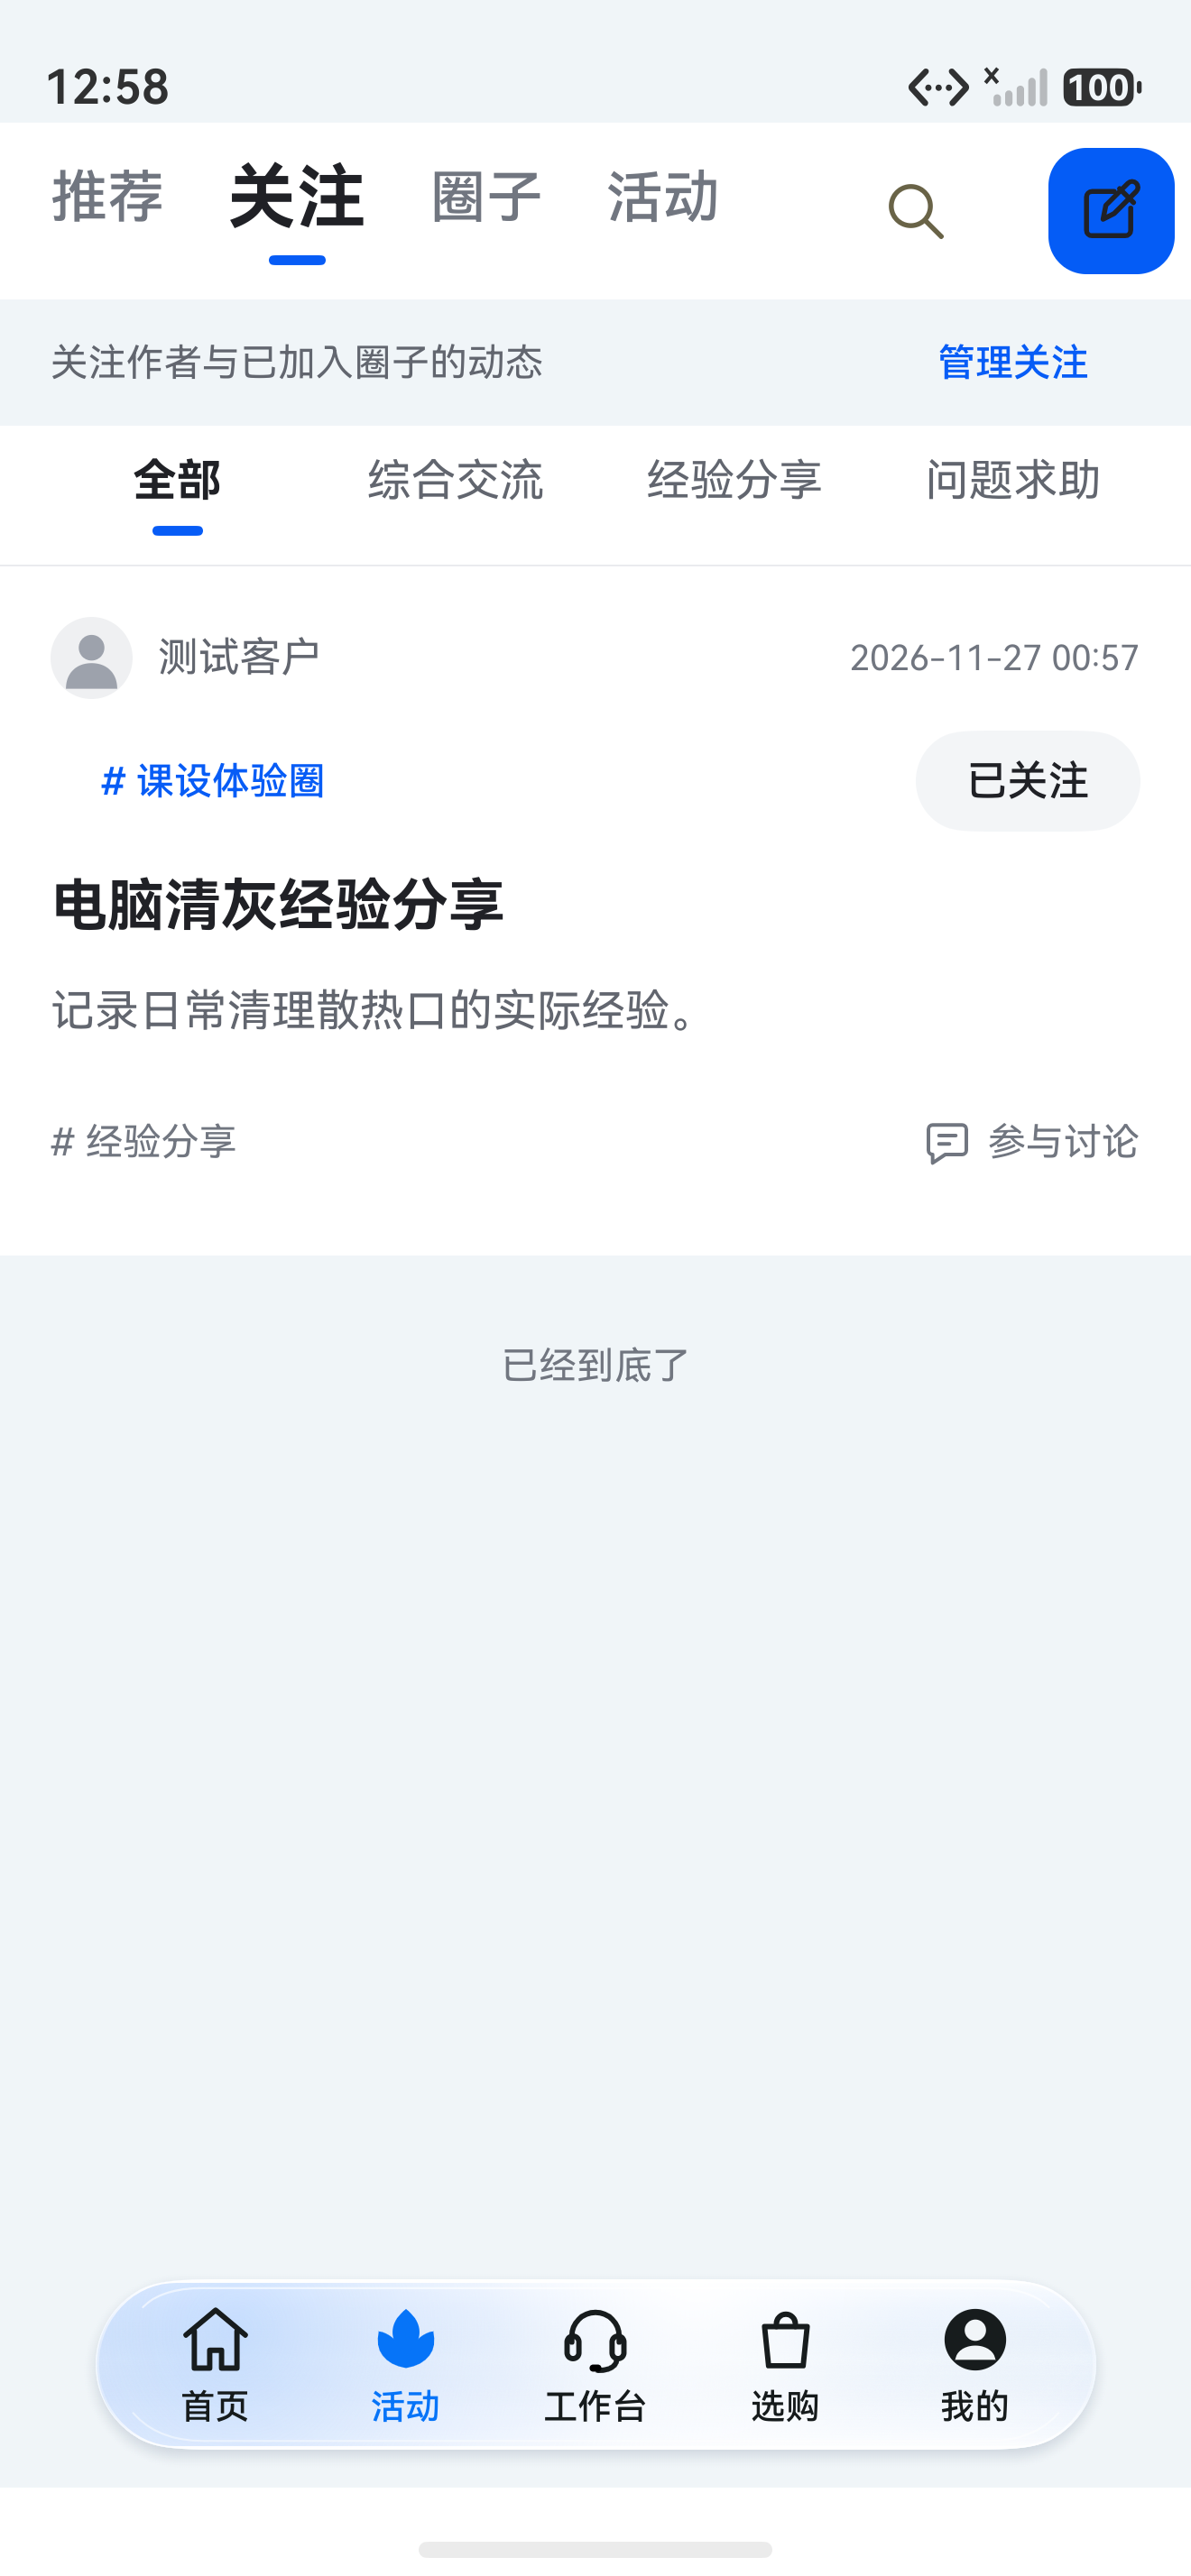 12:58
100
推荐 关注 圈子 活动
关注作者与已加入圈子的动态 管理关注
全部 综合交流 经验分享 问题求助
测试客户 2026-11-27 00:57
# 课设体验圈 已关注
电脑清灰经验分享
记录日常清理散热口的实际经验。
# 经验分享 参与讨论
已经到底了
首页 活动 工作台 选购 我的